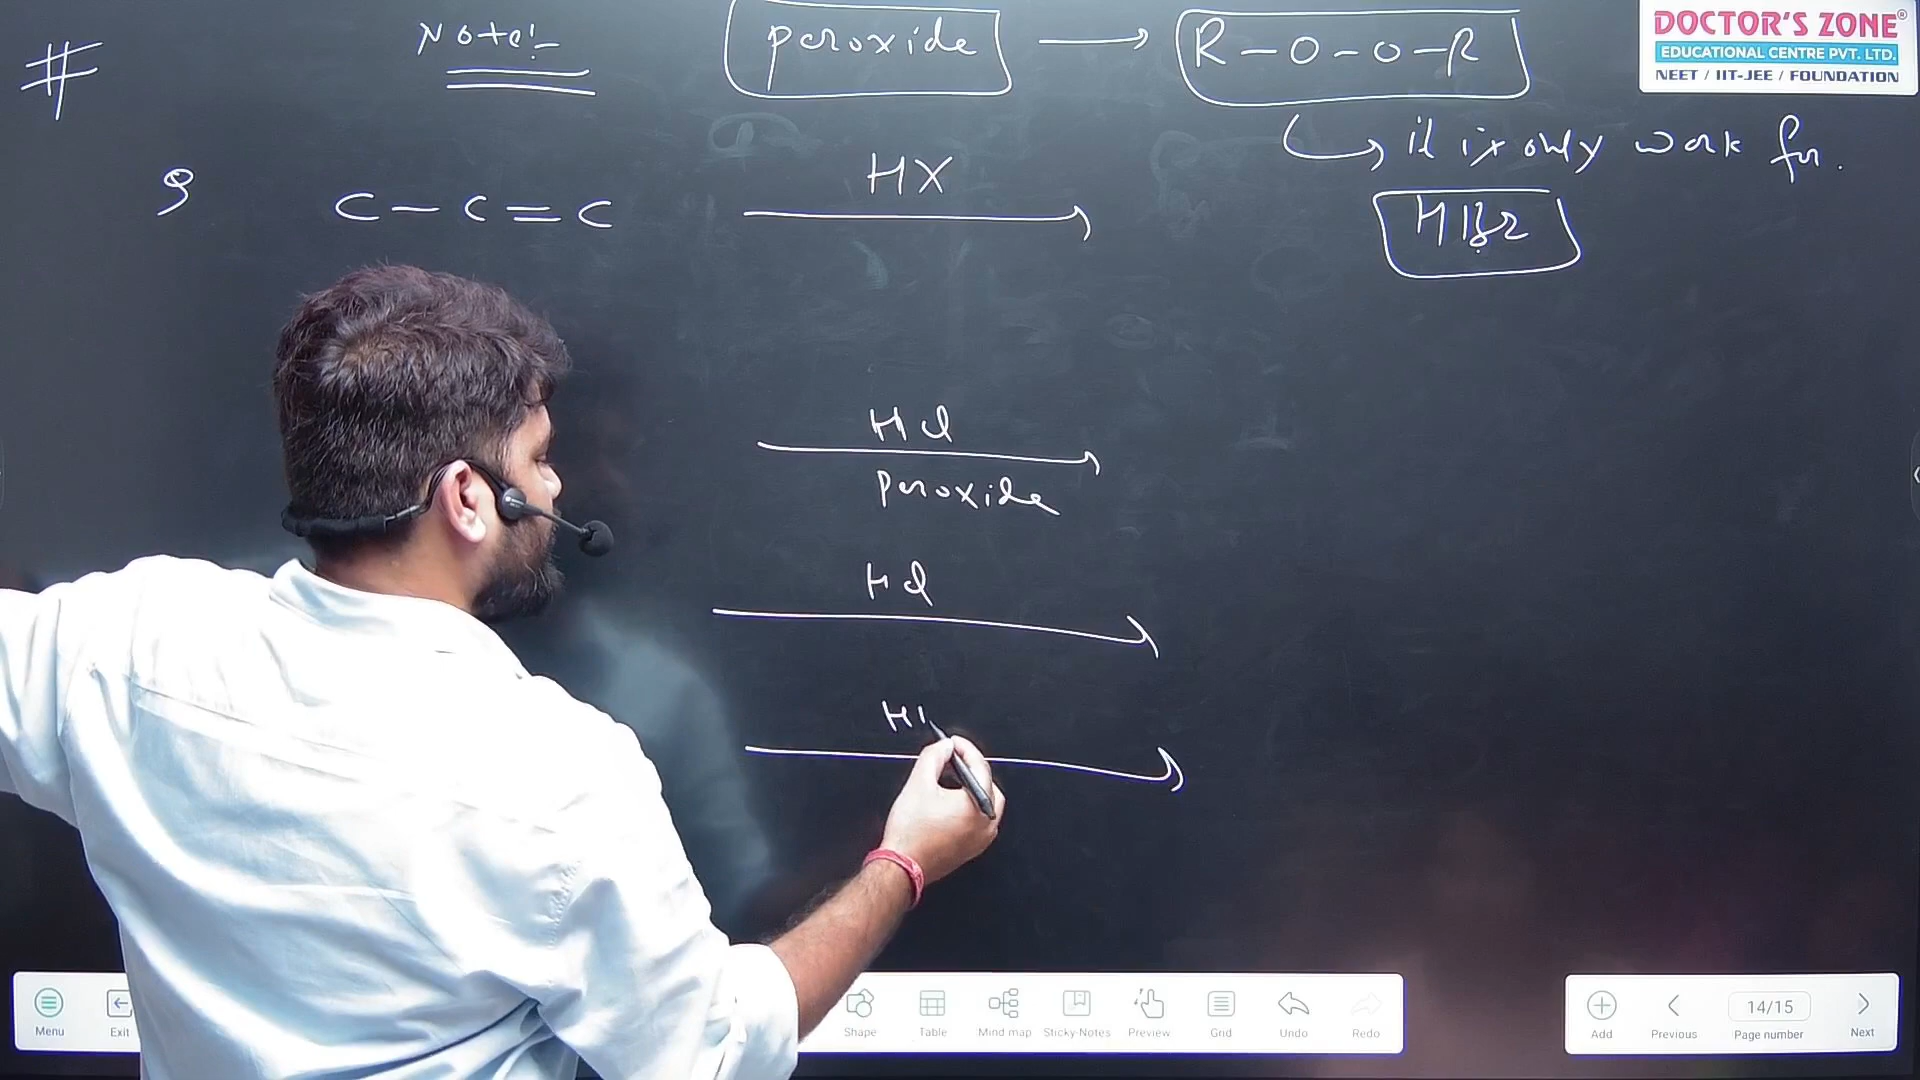 DOCTOR'S ZONE®
EDUCATIONAL CENTRE PVT. LTD.
NEET / IIT-JEE / FOUNDATION
# Note:- peroxide → R-O-O-R
it is only work for.
HBr
C-C=C HX
HCl
Peroxide
HCl
H
Menu Exit Shape Table Mind map Sticky-Notes Preview Grid Undo Redo
Add Previous 14/15 Page number Next